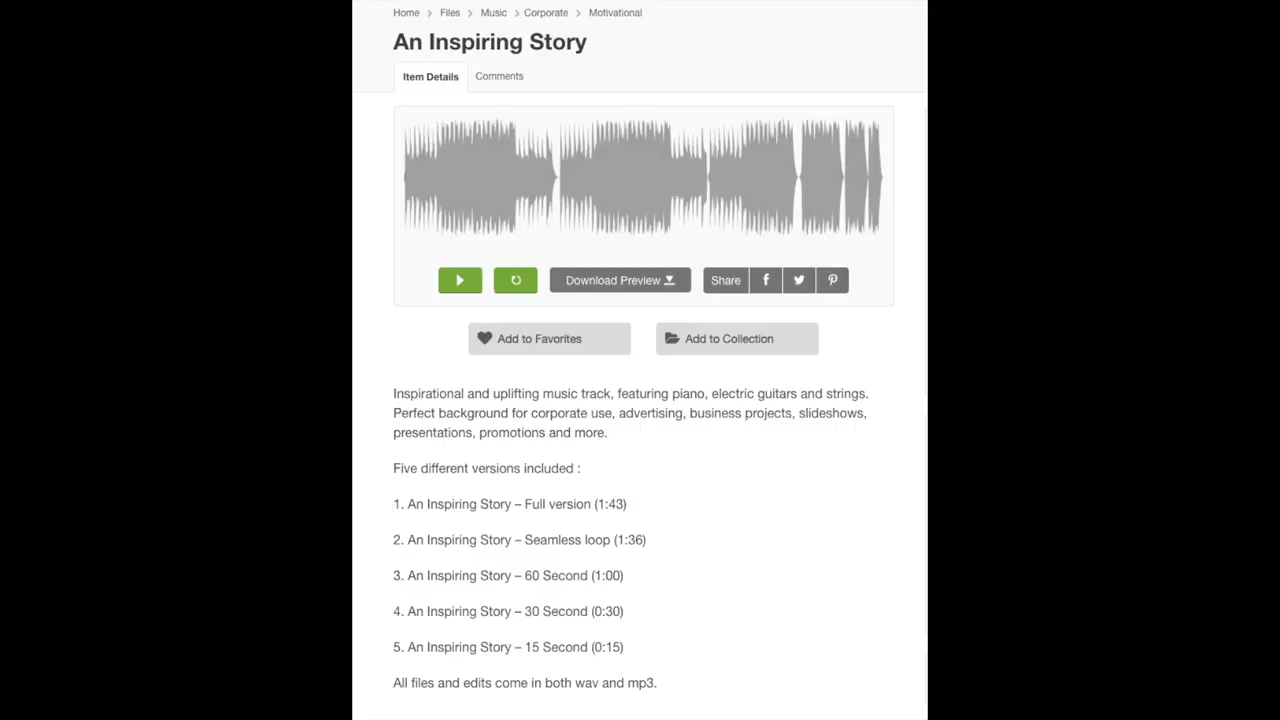 Home > Files > Music > Corporate > Motivational
An Inspiring Story
Item Details Comments
Download Preview Share
Add to Favorites Add to Collection
Inspirational and uplifting music track, featuring piano, electric guitars and strings.
Perfect background for corporate use, advertising, business projects, slideshows,
presentations, promotions and more.
Five different versions included :
1. An Inspiring Story – Full version (1:43)
2. An Inspiring Story – Seamless loop (1:36)
3. An Inspiring Story – 60 Second (1:00)
4. An Inspiring Story – 30 Second (0:30)
5. An Inspiring Story – 15 Second (0:15)
All files and edits come in both wav and mp3.